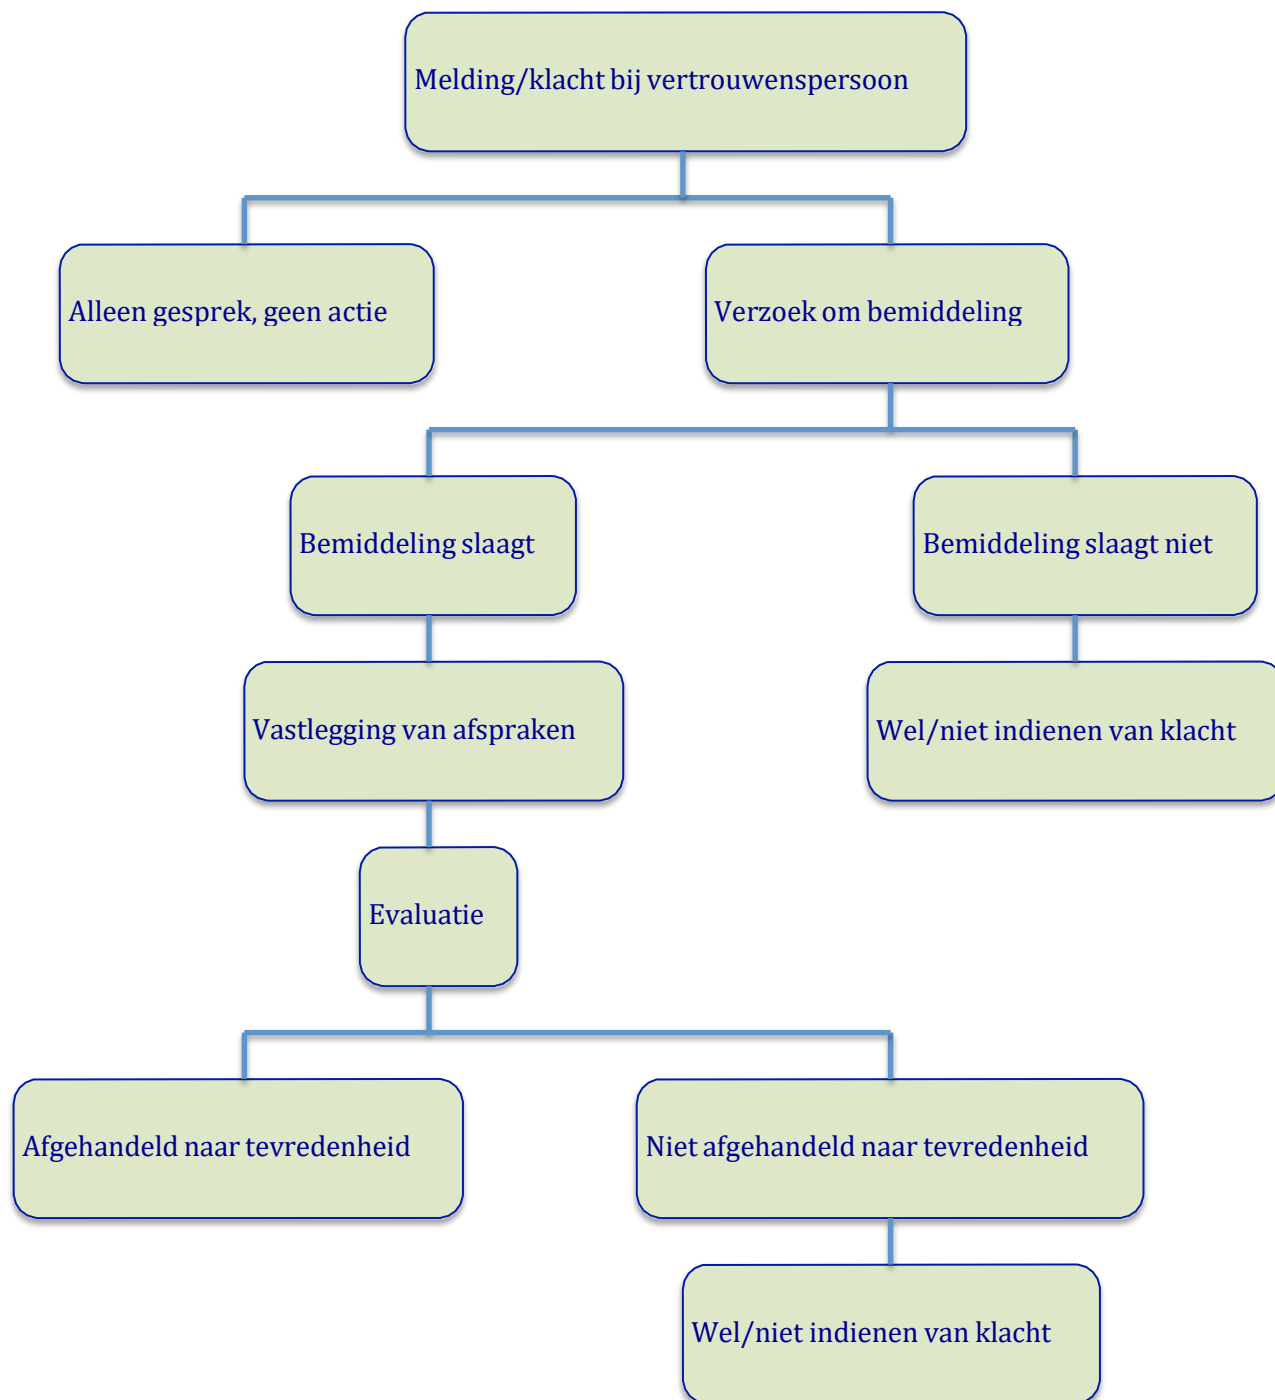 Melding/klacht bij vertrouwenspersoon
Alleen gesprek, geen actie
Verzoek om bemiddeling
Bemiddeling slaagt
Bemiddeling slaagt niet
Vastlegging van afspraken
Wel/niet indienen van klacht
Evaluatie
Afgehandeld naar tevredenheid
Niet afgehandeld naar tevredenheid
Wel/niet indienen van klacht